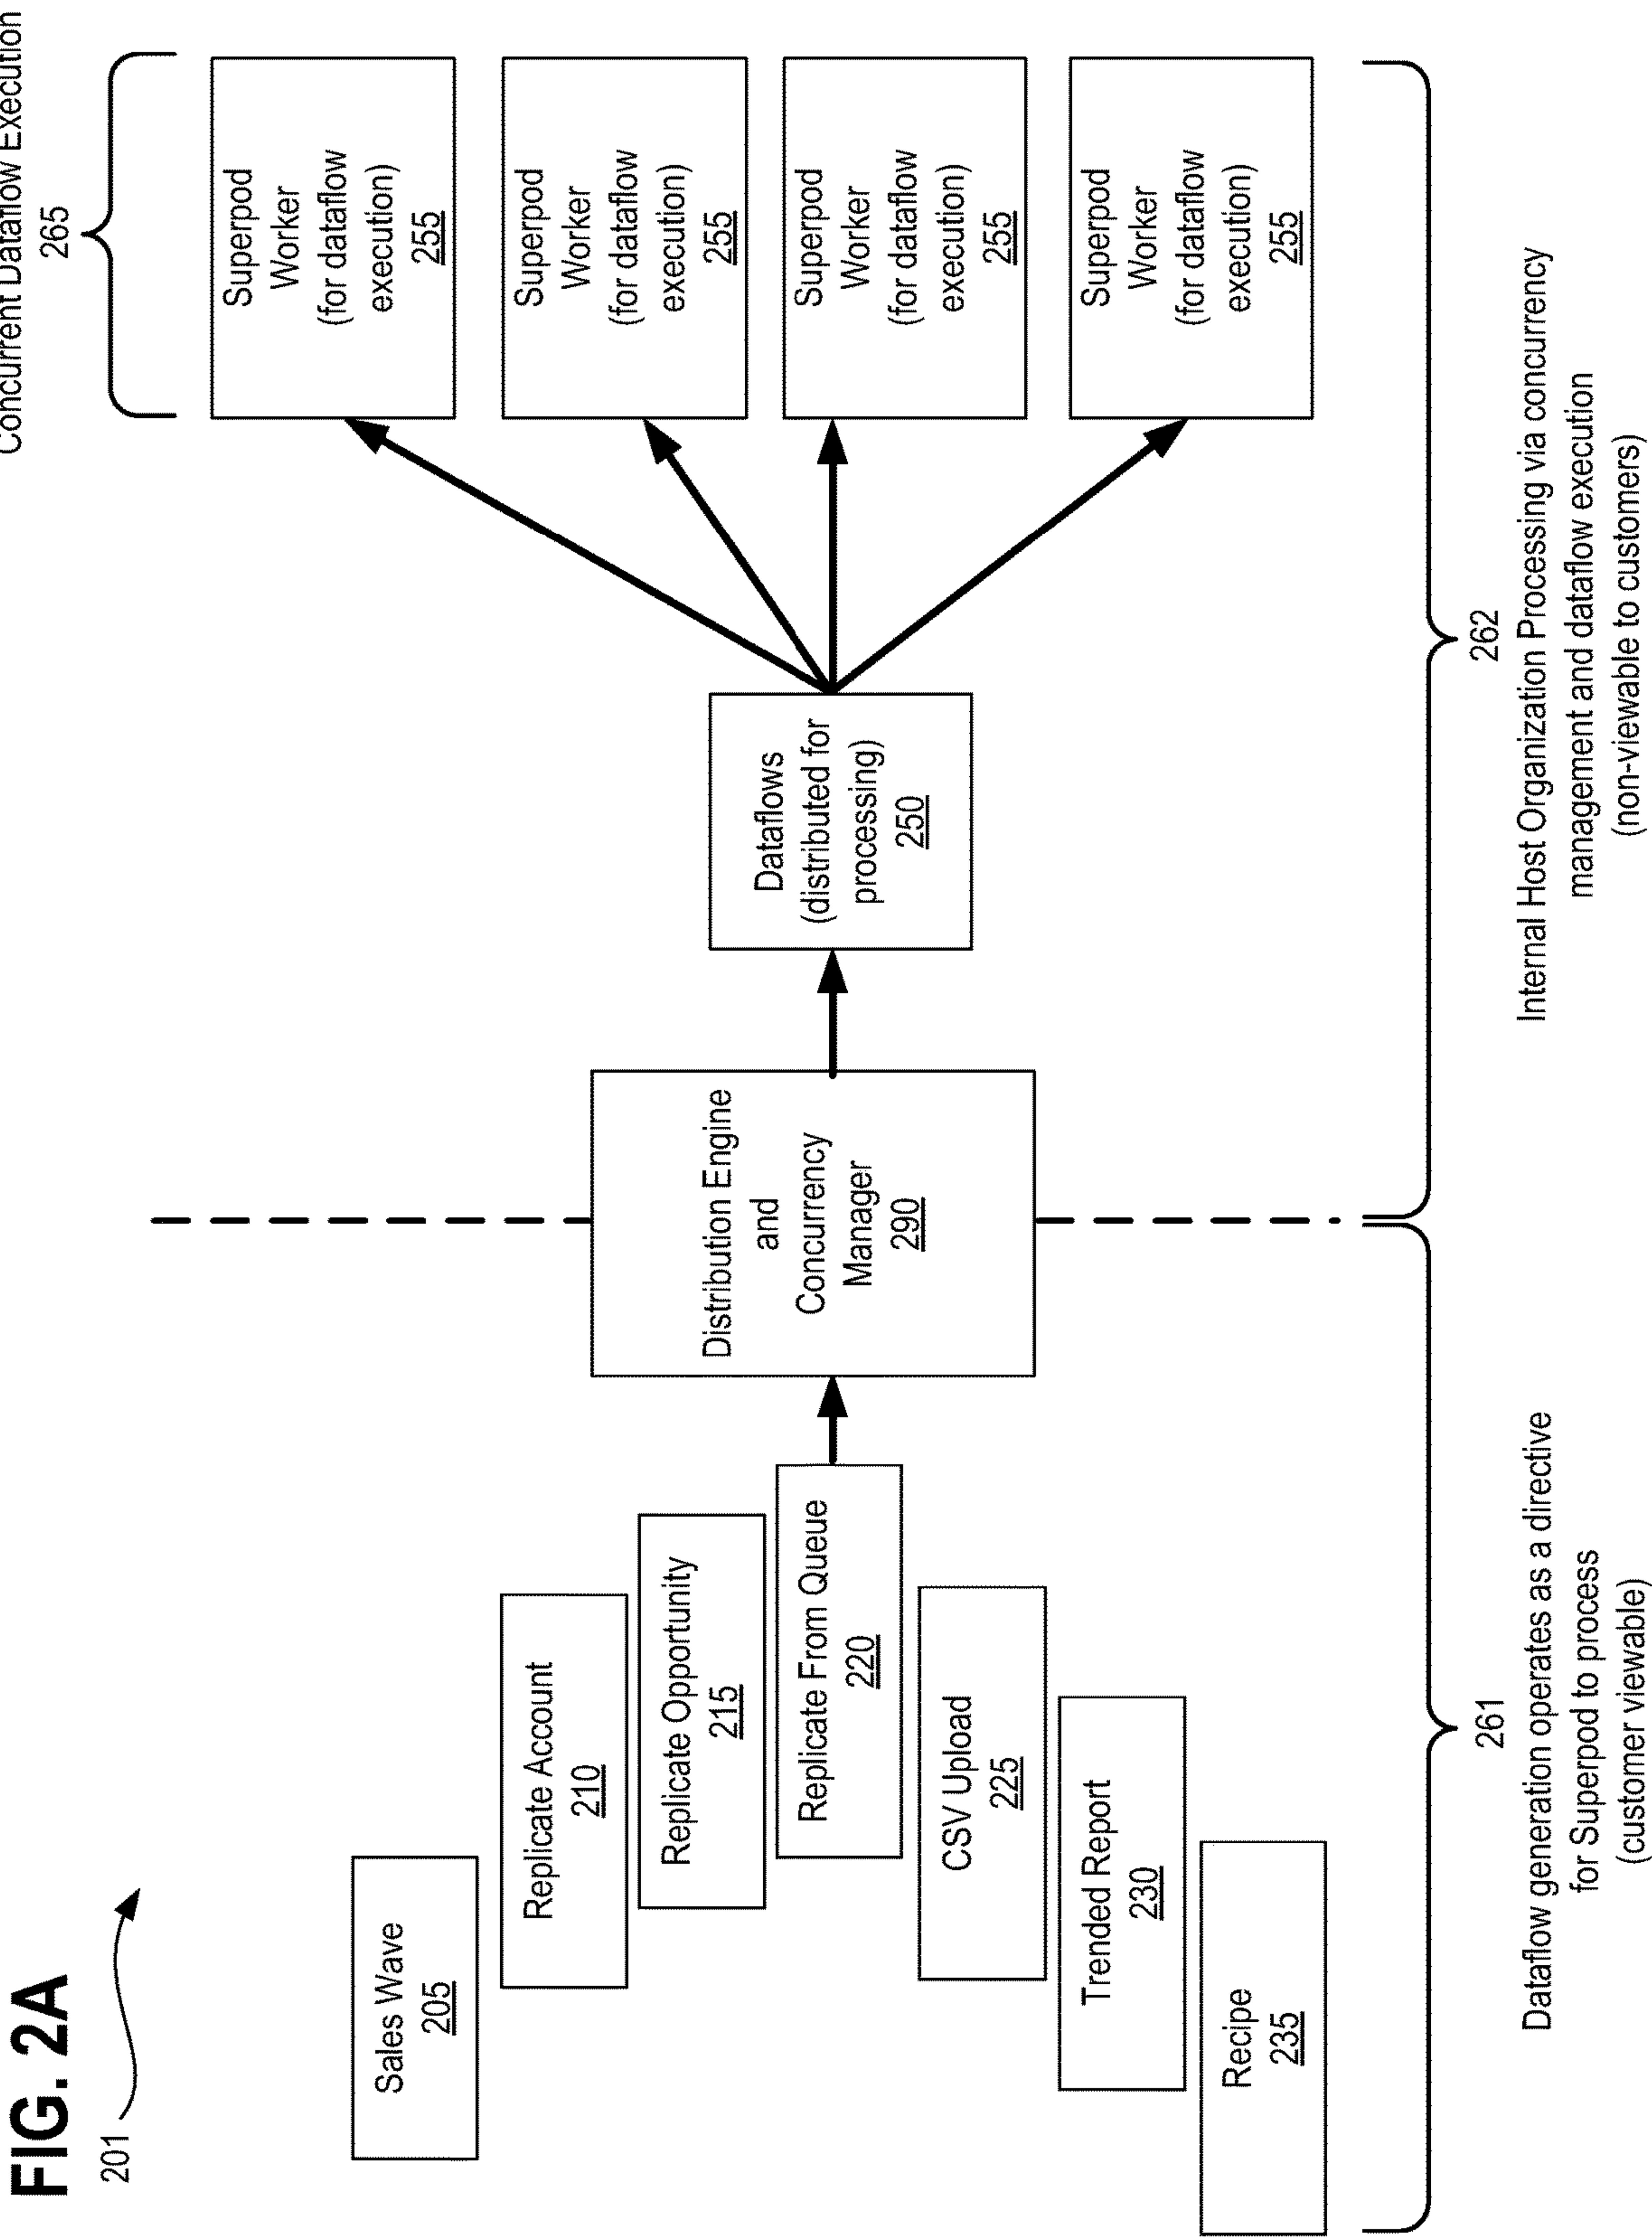 FIG. 2A
201
Sales Wave
205
Replicate Account
210
Replicate Opportunity
215
Replicate From Queue
220
CSV Upload
225
Trended Report
230
Recipe
235
261
Dataflow generation operates as a directive
for Superpod to process
(customer viewable)
Distribution Engine
and
Concurrency
Manager
290
Dataflows
(distributed for
processing)
250
Concurrent Dataflow Execution
265
Superpod
Worker
(for dataflow
execution)
255
Superpod
Worker
(for dataflow
execution)
255
Superpod
Worker
(for dataflow
execution)
255
Superpod
Worker
(for dataflow
execution)
255
262
Internal Host Organization Processing via concurrency
management and dataflow execution
(non-viewable to customers)